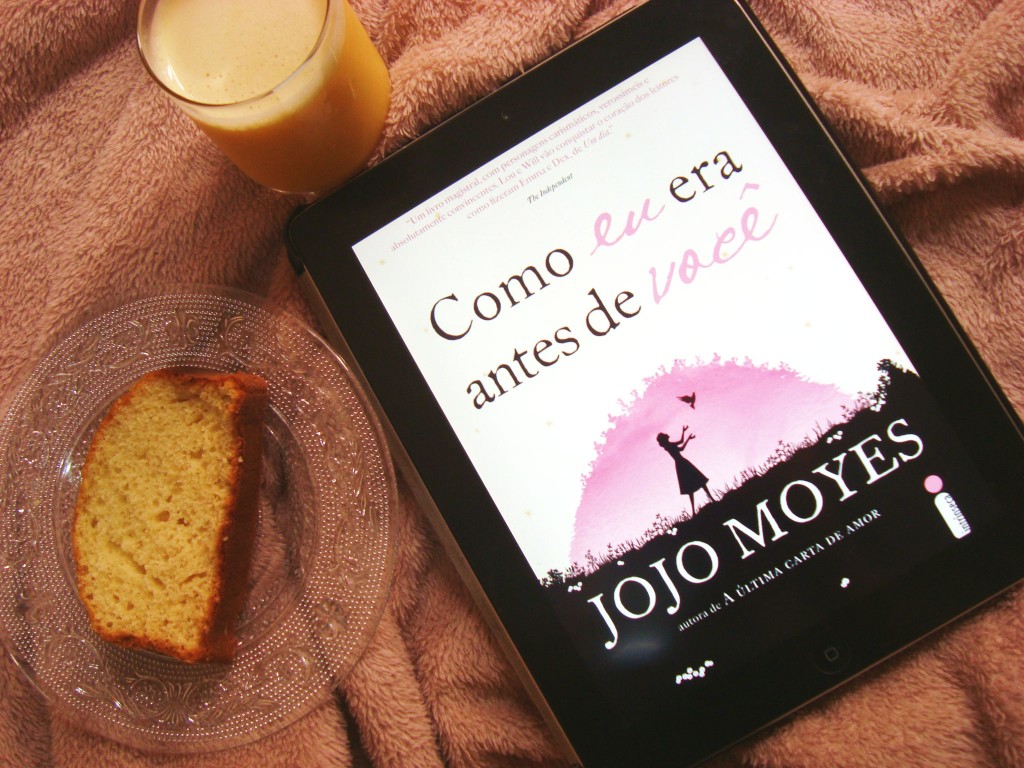 "Um livro magistral, com personagens carismáticos, verossímeis e
absolutamente convincentes. Lou e Will vão conquistar o coração dos leitores
como fizeram Emma e Dex, de Um dia."
The Independent
Como eu era
antes de você
JOJO MOYES
autora de A ÚLTIMA CARTA DE AMOR
intrínseca